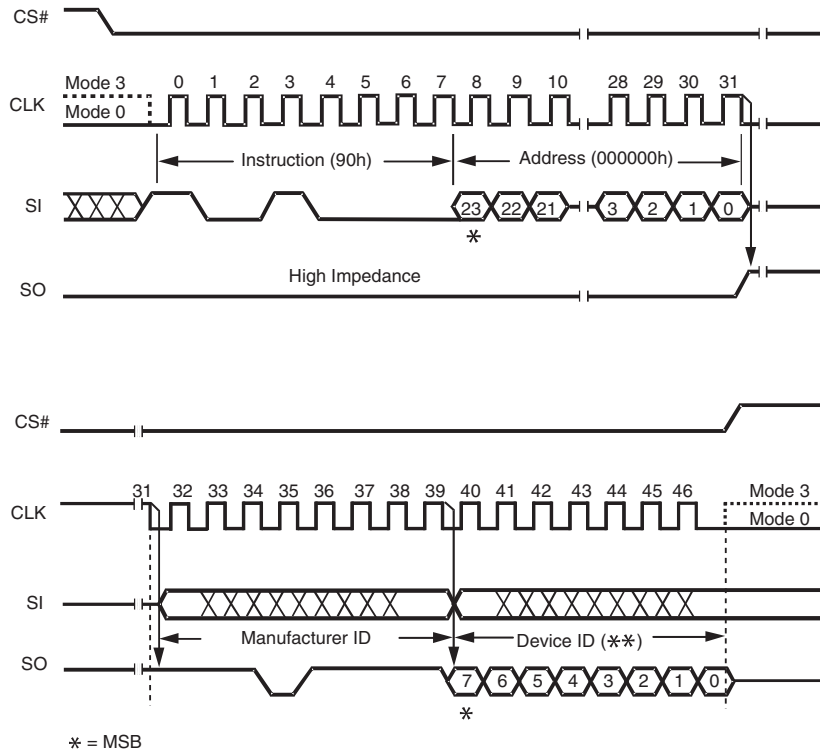 CS#
Mode 3
0 1 2 3 4 5 6 7 8 9 10 28 29 30 31
CLK
Mode 0
Instruction (90h) Address (000000h)
SI
23 22 21 3 2 1 0
*
High Impedance
SO
CS#
31 32 33 34 35 36 37 38 39 40 41 42 43 44 45 46
Mode 3
CLK
Mode 0
SI
Manufacturer ID Device ID (**)
SO
7 6 5 4 3 2 1 0
*
* = MSB